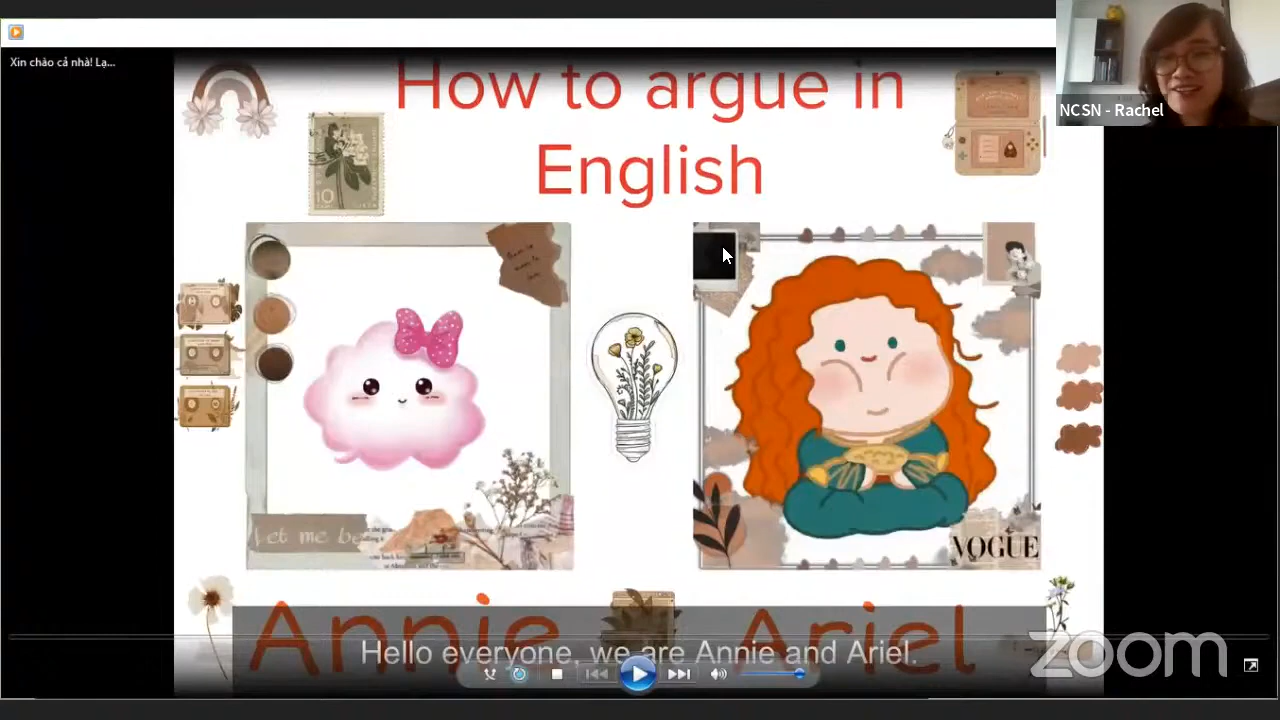 Xin chào cả nhà! Lạ...
NCSN - Rachel
How to argue in
English
10
Let me be
VOGUE
Annie
Ariel
Hello everyone, we are Annie and Ariel.
zoom